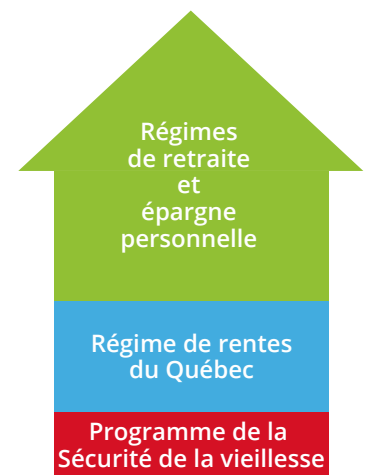 Régimes
de retraite
et
épargne
personnelle
Régime de rentes
du Québec
Programme de la
Sécurité de la vieillesse